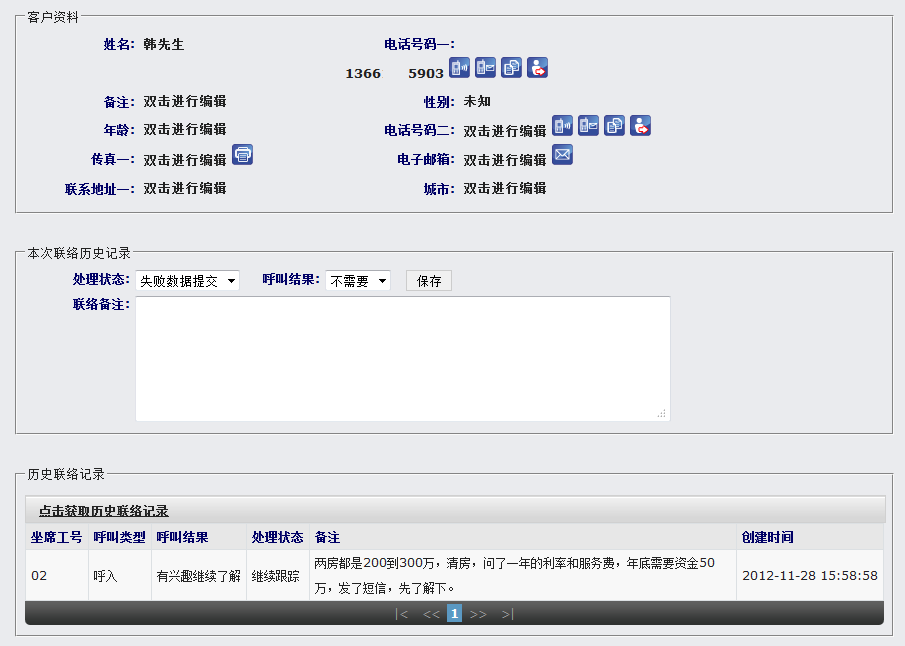 客户资料
姓名: 韩先生 电话号码一:
1366 5903
备注: 双击进行编辑 性别: 未知
年龄: 双击进行编辑 电话号码二: 双击进行编辑
传真一: 双击进行编辑 电子邮箱: 双击进行编辑
联系地址一: 双击进行编辑 城市: 双击进行编辑
本次联络历史记录
处理状态: 失败数据提交 呼叫结果: 不需要 保存
联络备注:
历史联络记录
点击获取历史联络记录
坐席工号 呼叫类型 呼叫结果 处理状态 备注 创建时间
02 呼入 有兴趣继续了解 继续跟踪 两房都是200到300万，清房，问了一年的利率和服务费，年底需要资金50
万，发了短信，先了解下。 2012-11-28 15:58:58
|< << 1 >> >|